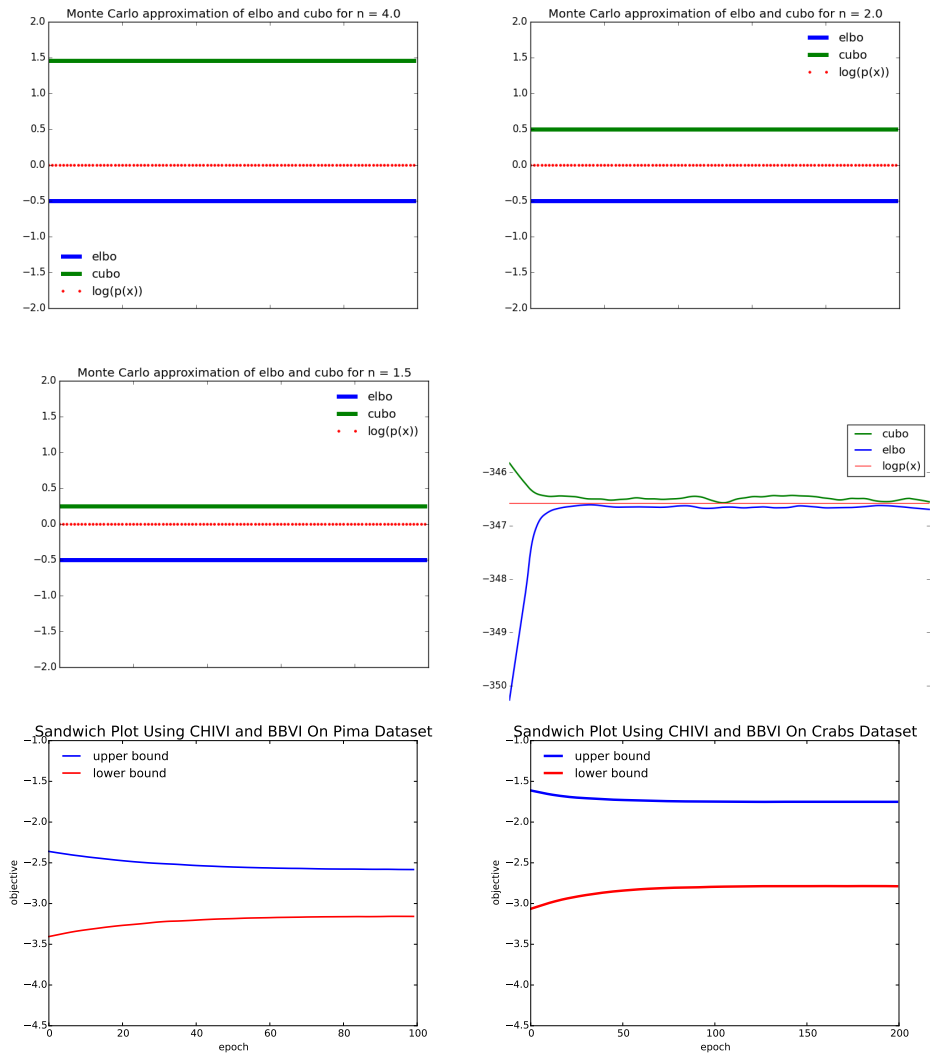 Monte Carlo approximation of elbo and cubo for n = 4.0
2.0
1.5
1.0
0.5
0.0
−0.5
−1.0
−1.5
−2.0
elbo
cubo
log(p(x))
Monte Carlo approximation of elbo and cubo for n = 2.0
2.0
1.5
1.0
0.5
0.0
−0.5
−1.0
−1.5
−2.0
elbo
cubo
log(p(x))
Monte Carlo approximation of elbo and cubo for n = 1.5
2.0
1.5
1.0
0.5
0.0
−0.5
−1.0
−1.5
−2.0
elbo
cubo
log(p(x))
cubo
elbo
logp(x)
−346
−347
−348
−349
−350
Sandwich Plot Using CHIVI and BBVI On Pima Dataset
−1.0
−1.5
−2.0
−2.5
−3.0
−3.5
−4.0
−4.5
objective
upper bound
lower bound
0 20 40 60 80 100
epoch
Sandwich Plot Using CHIVI and BBVI On Crabs Dataset
−1.0
−1.5
−2.0
−2.5
−3.0
−3.5
−4.0
−4.5
objective
upper bound
lower bound
0 50 100 150 200
epoch